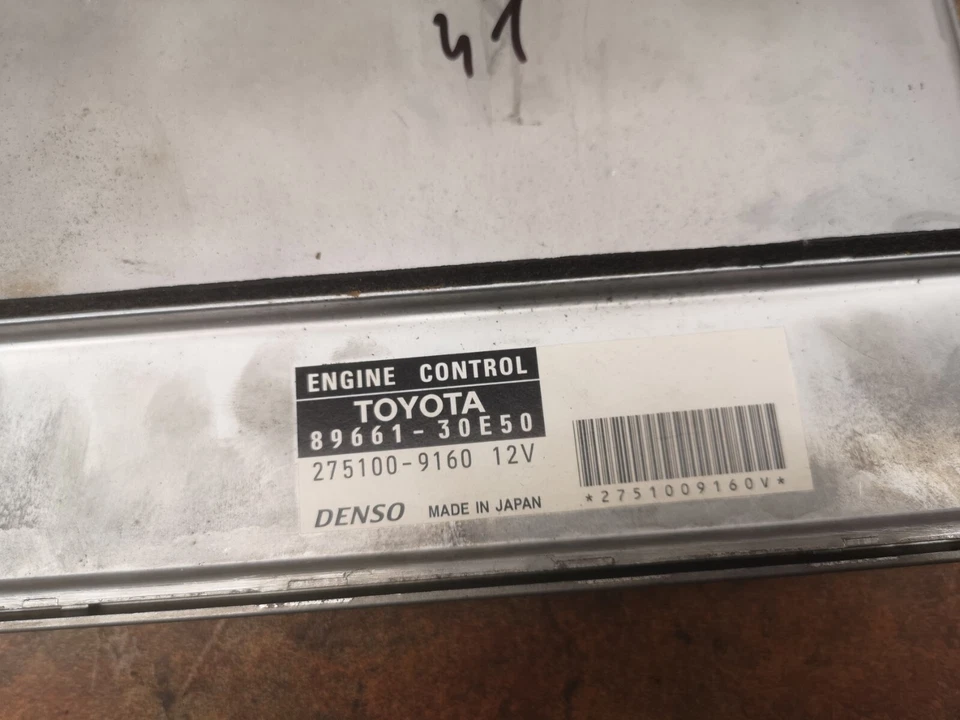 41
ENGINE CONTROL
TOYOTA
89661-30E50
275100-9160 12V
DENSO MADE IN JAPAN
*2751009160V*